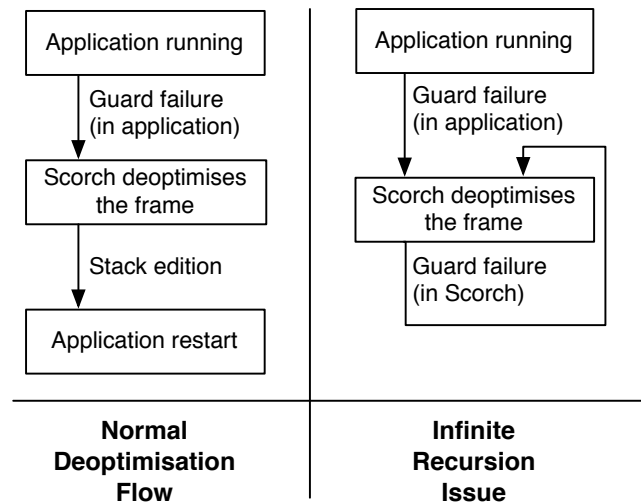 Application running
Guard failure
(in application)
Scorch deoptimises
the frame
Stack edition
Application restart
Normal
Deoptimisation
Flow
Application running
Guard failure
(in application)
Scorch deoptimises
the frame
Guard failure
(in Scorch)
Infinite
Recursion
Issue